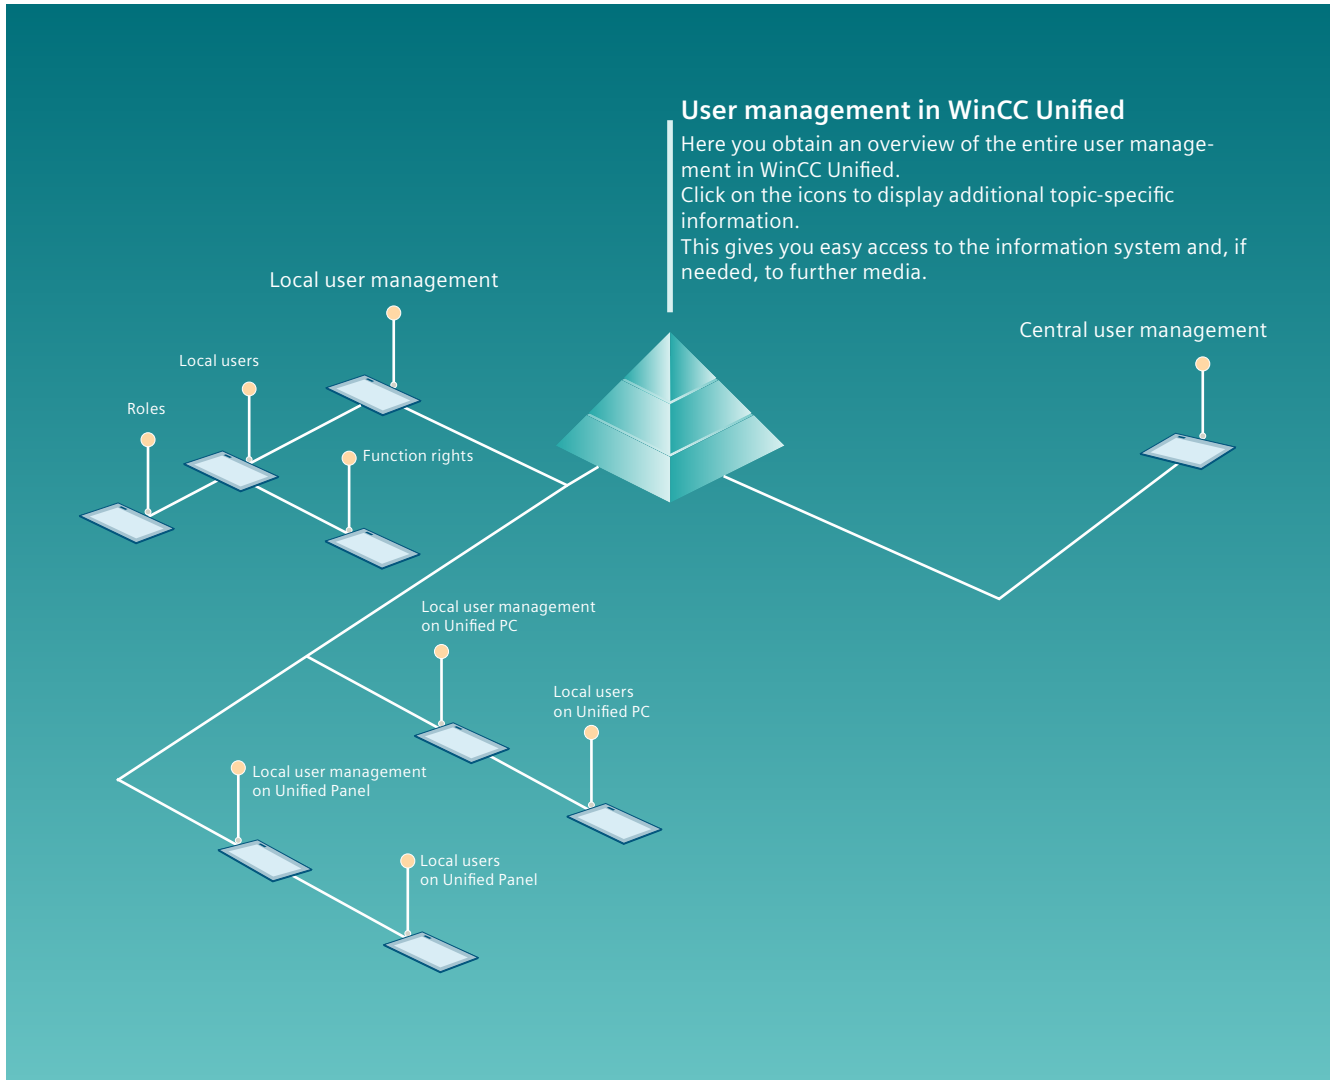 User management in WinCC Unified
Here you obtain an overview of the entire user manage-
ment in WinCC Unified.
Click on the icons to display additional topic-specific
information.
This gives you easy access to the information system and, if
needed, to further media.
Local user management
Central user management
Local users
Roles
Function rights
Local user management
on Unified PC
Local users
on Unified PC
Local user management
on Unified Panel
Local users
on Unified Panel